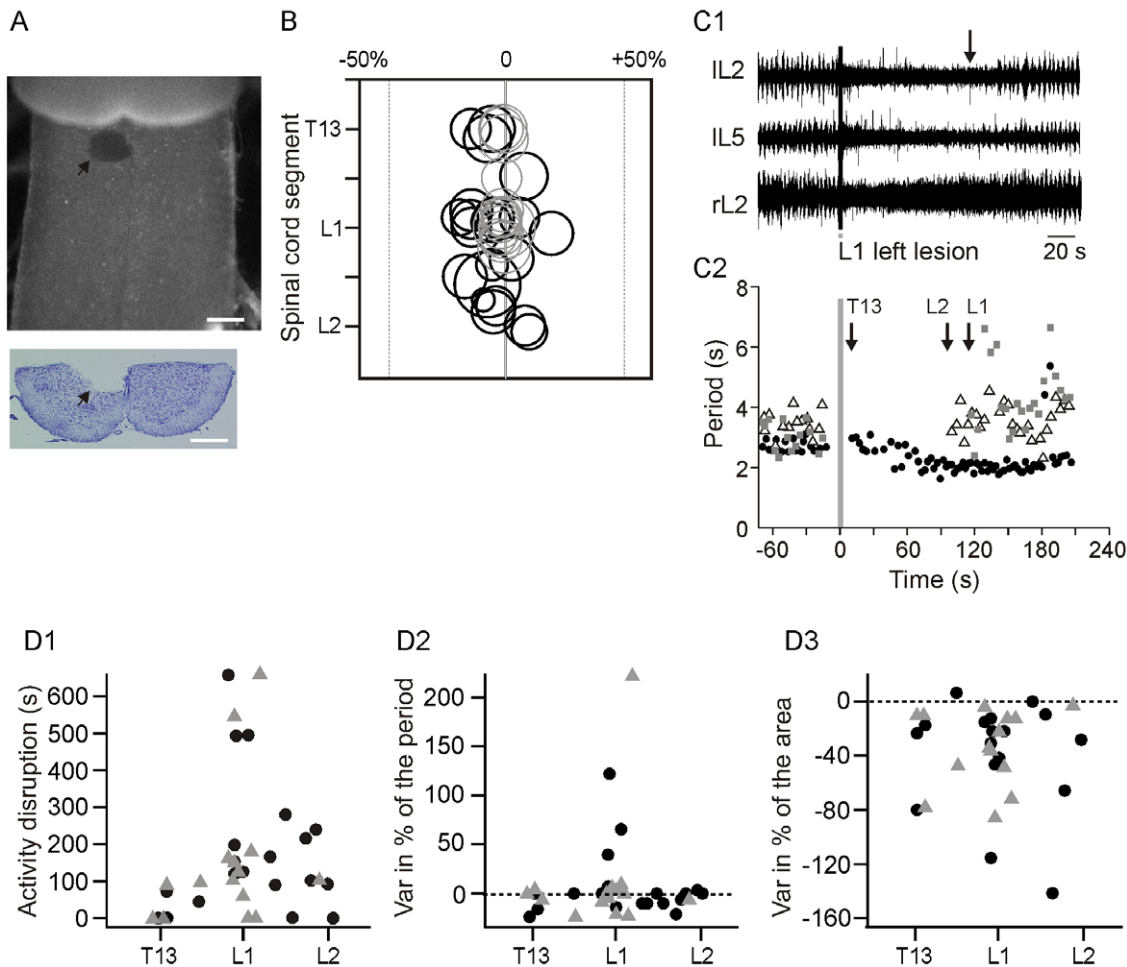 A
B
-50% 0 +50%
T13
L1
L2
Spinal cord segment
C1
lL2
lL5
rL2
L1 left lesion
20 s
C2
T13 L2 L1
8
6
4
2
0
Period (s)
-60 0 60 120 180 240
Time (s)
D1
600
500
400
300
200
100
0
Activity disruption (s)
T13 L1 L2
D2
200
150
100
50
0
Var in % of the period
T13 L1 L2
D3
0
-40
-80
-120
-160
Var in % of the area
T13 L1 L2